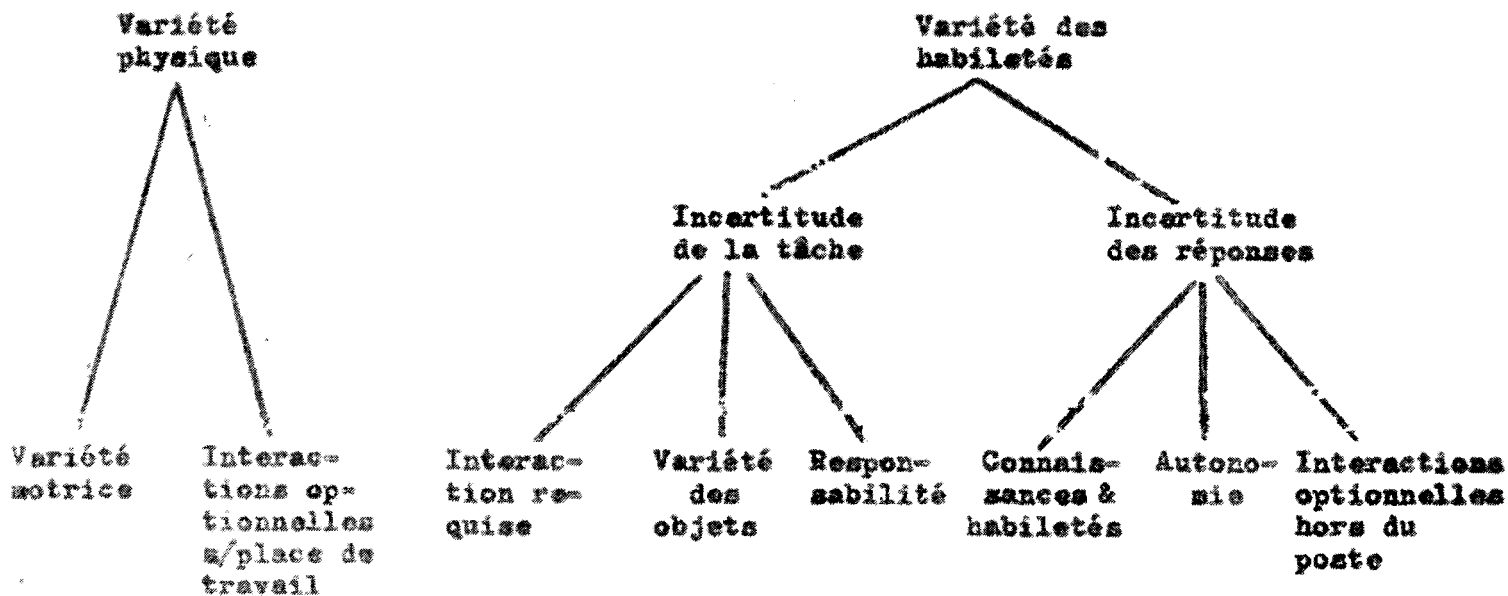 Variété
physique
Variété des
habiletés
Incertitude
de la tâche
Incertitude
des réponses
Variété
motrice
Interac-
tions op-
tionnelles
s/place de
travail
Interac-
tion re-
quise
Variété
des
objets
Respon-
sabilité
Connais-
sances &
habiletés
Autono-
mie
Interactions
optionnelles
hors du
poste